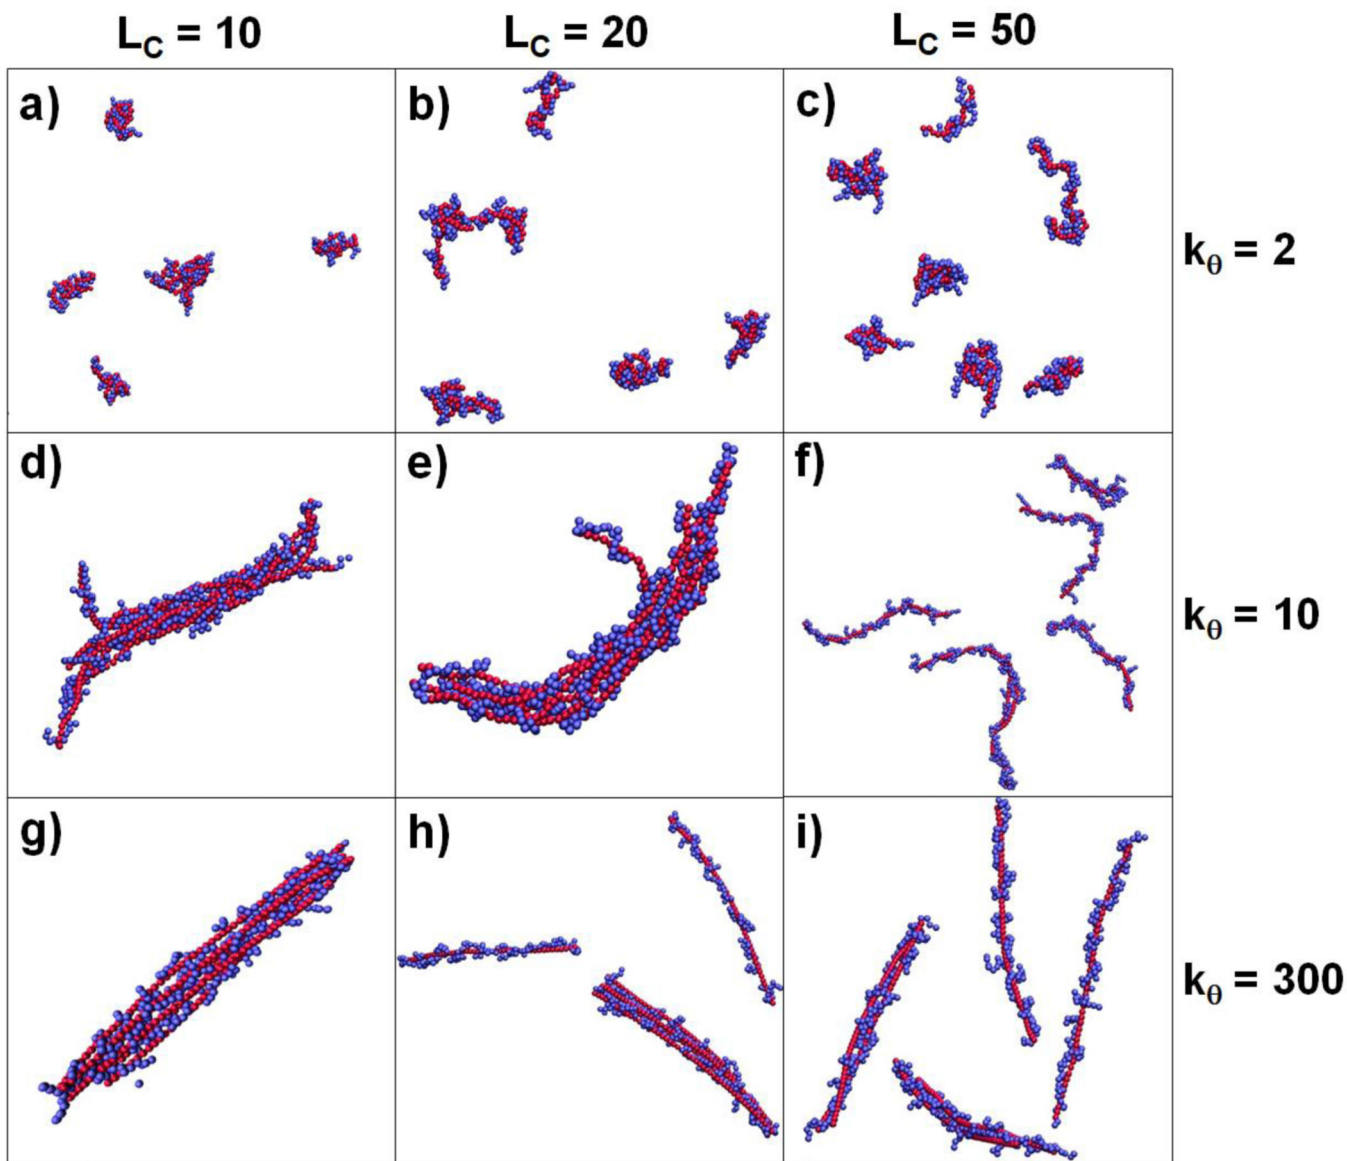 L_C = 10 L_C = 20 L_C = 50
a) b) c)
k_θ = 2
d) e) f)
k_θ = 10
g) h) i)
k_θ = 300